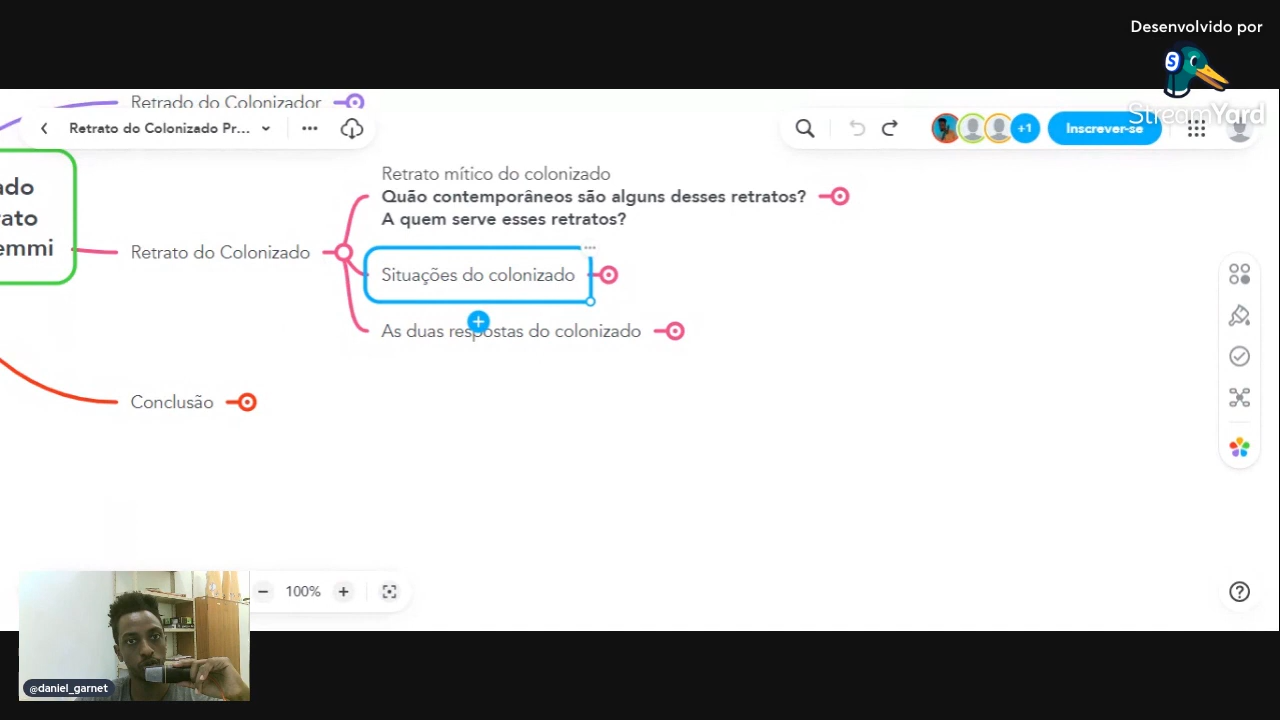 Desenvolvido por
StreamYard
Retrado do Colonizador
Retrato do Colonizado Pr...
+1
Inscrever-se
ado
rato
emmi
Retrato mítico do colonizado
Quão contemporâneos são alguns desses retratos?
A quem serve esses retratos?
Retrato do Colonizado
Situações do colonizado
As duas respostas do colonizado
Conclusão
100%
@daniel_garnet